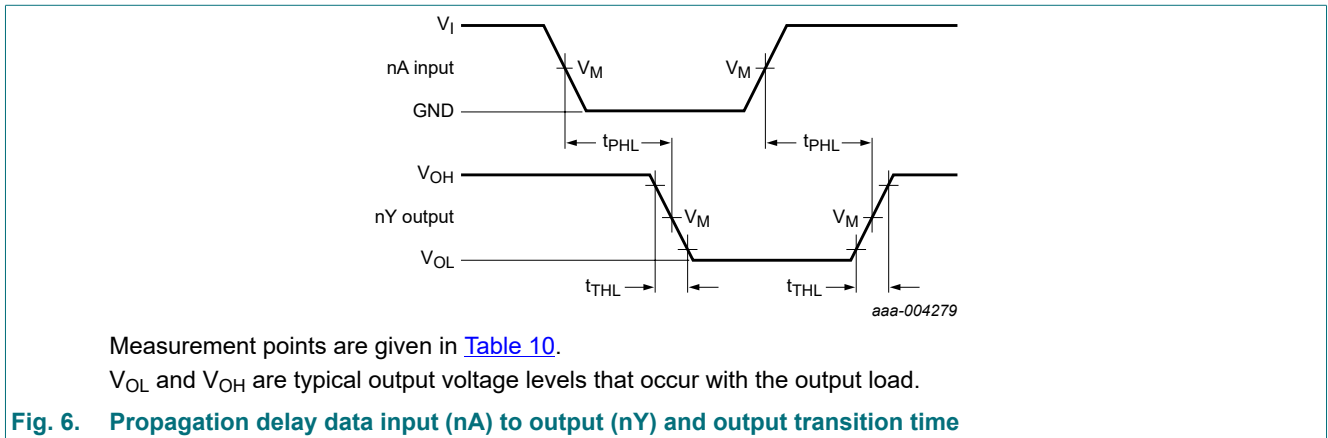 V_I
nA input
V_M V_M
GND
t_PHL t_PHL
V_OH
nY output
V_M V_M
V_OL
t_THL t_THL
aaa-004279
Measurement points are given in Table 10.
V_OL and V_OH are typical output voltage levels that occur with the output load.
Fig. 6. Propagation delay data input (nA) to output (nY) and output transition time